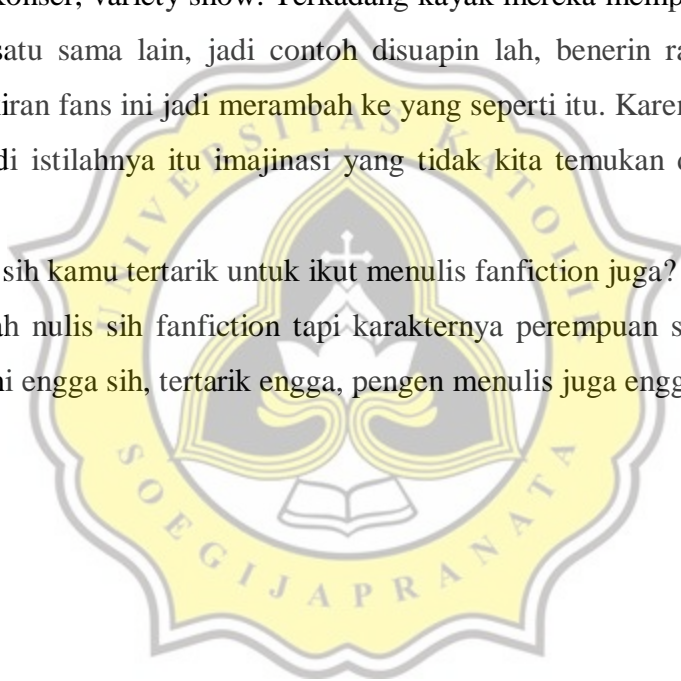 konser, variety show. Terkadang kayak mereka memp
satu sama lain, jadi contoh disuapin lah, benerin ra
iran fans ini jadi merambah ke yang seperti itu. Karen
di istilahnya itu imajinasi yang tidak kita temukan
sih kamu tertarik untuk ikut menulis fanfiction juga?
ah nulis sih fanfiction tapi karakternya perempuan s
ni engga sih, tertarik engga, pengen menulis juga engg
UNIVERSITAS KATOLIK
SOEGIJAPRANATA